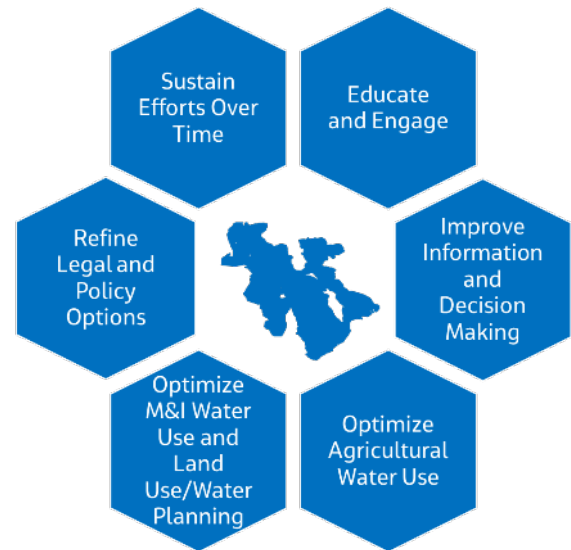 Sustain
Efforts Over
Time
Educate
and Engage
Refine
Legal and
Policy
Options
Improve
Information
and
Decision
Making
Optimize
M&I Water
Use and
Land
Use/Water
Planning
Optimize
Agricultural
Water Use